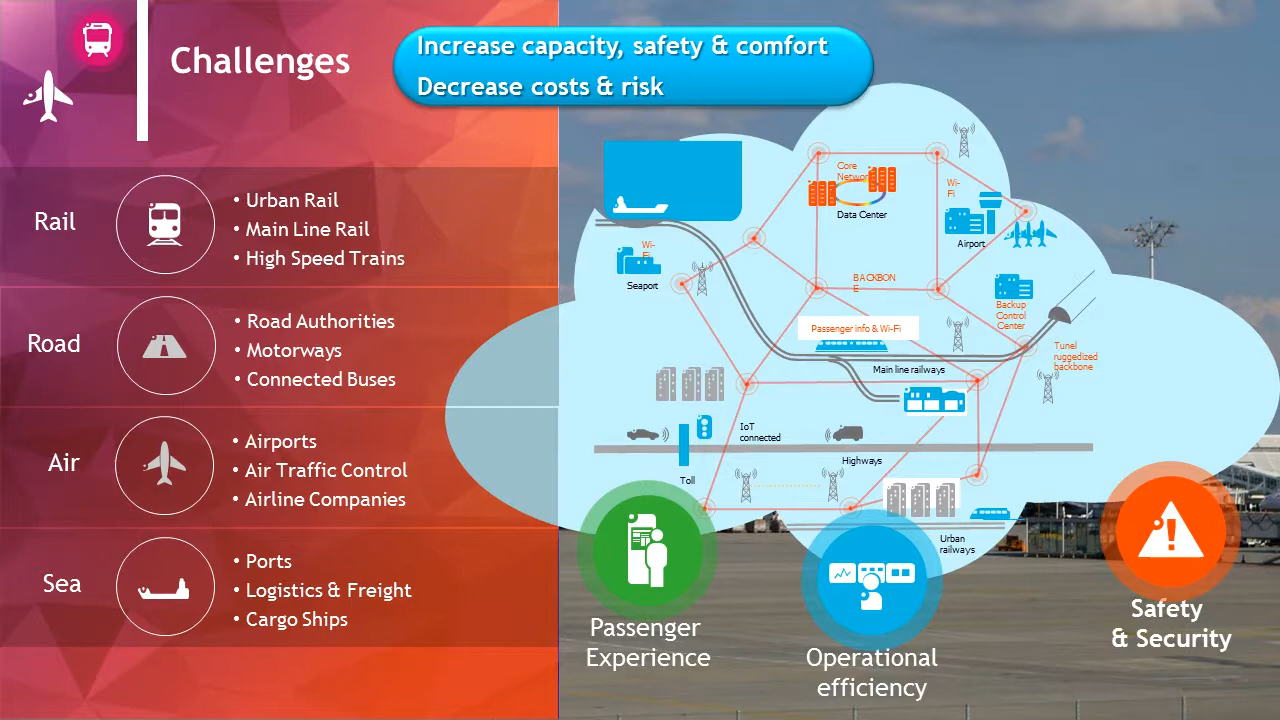 Challenges
Increase capacity, safety & comfort
Decrease costs & risk
Rail
• Urban Rail
• Main Line Rail
• High Speed Trains
Road
• Road Authorities
• Motorways
• Connected Buses
Air
• Airports
• Air Traffic Control
• Airline Companies
Sea
• Ports
• Logistics & Freight
• Cargo Ships
Core
Network
Data Center
Wi-
Fi
Airport
Wi-
Fi
Seaport
BACKBON
E
Backup
Control
Center
Passenger info & Wi-Fi
Tunel
ruggedized
backbone
Main line railways
IoT
connected
Highways
Toll
Urban
railways
Passenger
Experience
Operational
efficiency
Safety
& Security